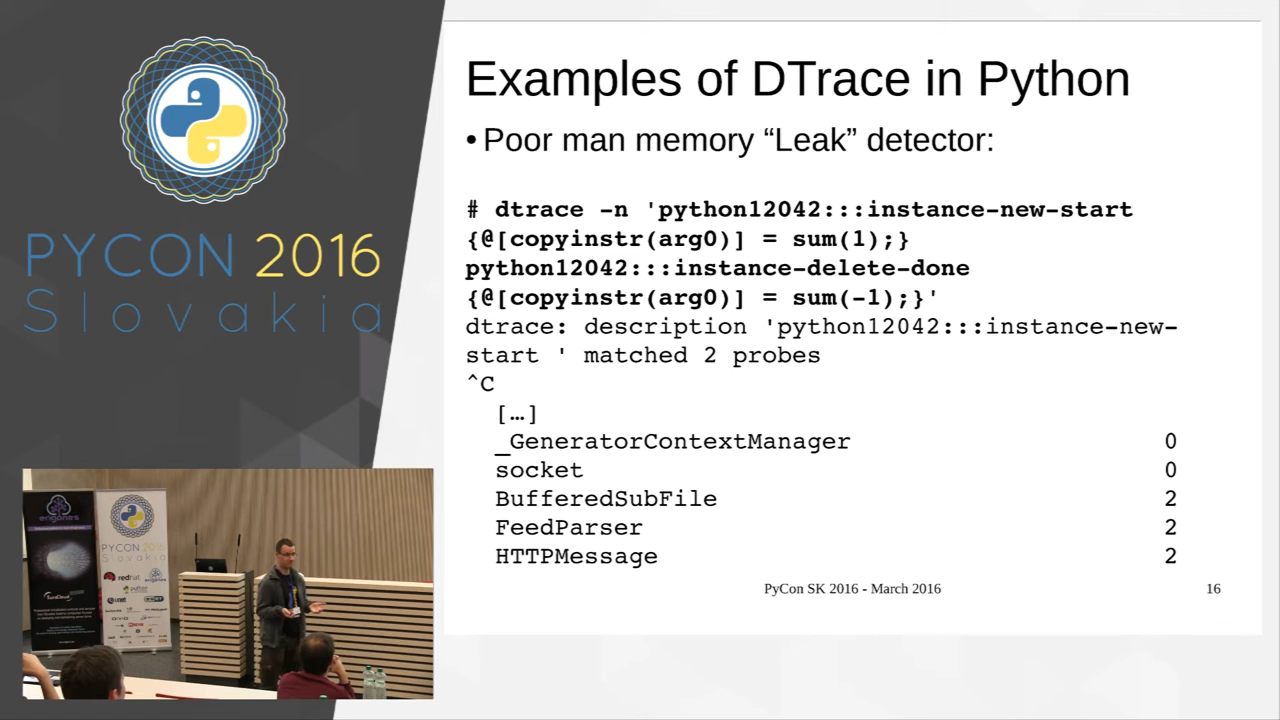 PYCON 2016
Slovakia
Examples of DTrace in Python
• Poor man memory “Leak” detector:
# dtrace -n 'python12042:::instance-new-start
{@[copyinstr(arg0)] = sum(1);}
python12042:::instance-delete-done
{@[copyinstr(arg0)] = sum(-1);}'
dtrace: description 'python12042:::instance-new-
start ' matched 2 probes
^C
[…]
_GeneratorContextManager 0
socket 0
BufferedSubFile 2
FeedParser 2
HTTPMessage 2
PyCon SK 2016 - March 2016 16
erigones
PYCON 2016
Slovakia
redhat